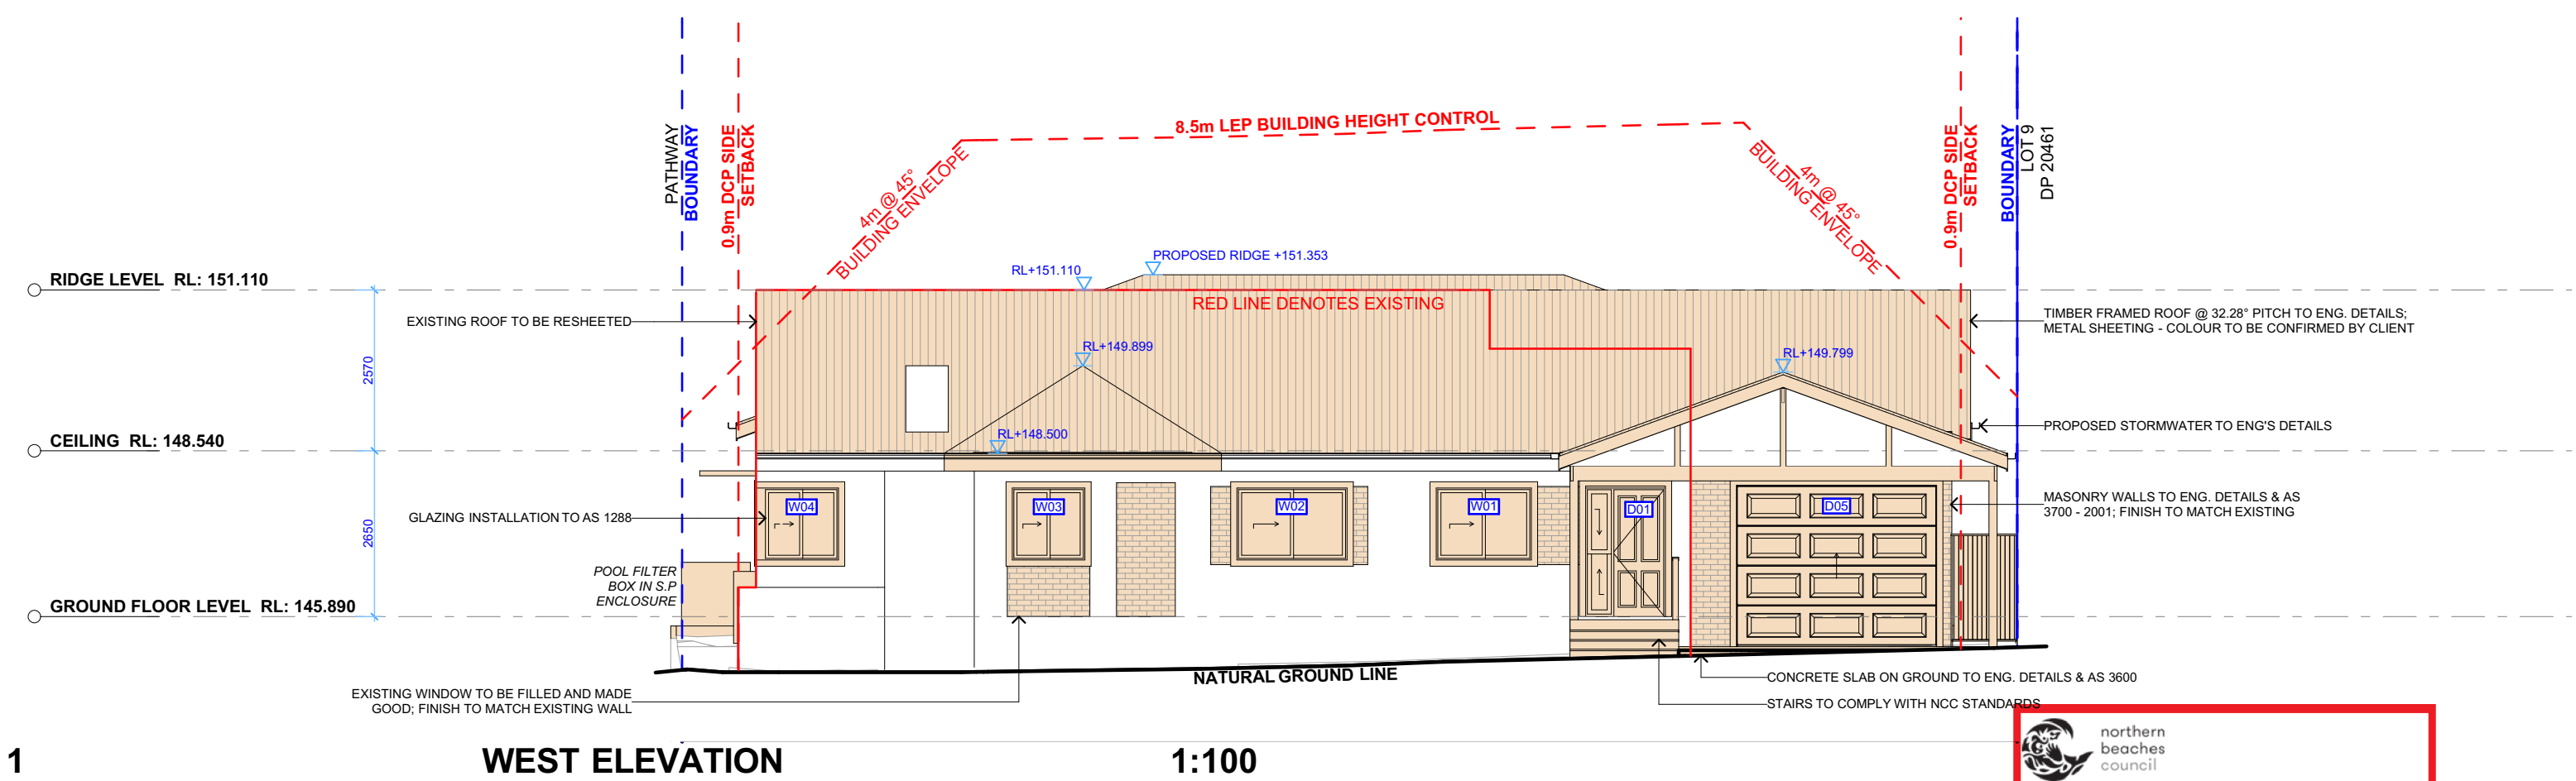 8.5m LEP BUILDING HEIGHT CONTROL
PATHWAY
BOUNDARY
0.9m DCP SIDE
SETBACK
4m @ 45°
BUILDING ENVELOPE
4m @ 45°
BUILDING ENVELOPE
0.9m DCP SIDE
SETBACK
BOUNDARY
LOT 9
DP 20461
PROPOSED RIDGE +151.353
RL+151.110
RIDGE LEVEL RL: 151.110
RED LINE DENOTES EXISTING
EXISTING ROOF TO BE RESHEETED
TIMBER FRAMED ROOF @ 32.28° PITCH TO ENG. DETAILS;
METAL SHEETING - COLOUR TO BE CONFIRMED BY CLIENT
RL+149.899
RL+149.799
2570
RL+148.500
CEILING RL: 148.540
PROPOSED STORMWATER TO ENG'S DETAILS
GLAZING INSTALLATION TO AS 1288
W04
W03
W02
W01
D01
D05
MASONRY WALLS TO ENG. DETAILS & AS
3700 - 2001; FINISH TO MATCH EXISTING
2650
POOL FILTER
BOX IN S.P
ENCLOSURE
GROUND FLOOR LEVEL RL: 145.890
NATURAL GROUND LINE
CONCRETE SLAB ON GROUND TO ENG. DETAILS & AS 3600
EXISTING WINDOW TO BE FILLED AND MADE
GOOD; FINISH TO MATCH EXISTING WALL
STAIRS TO COMPLY WITH NCC STANDARDS
1
WEST ELEVATION
1:100
northern
beaches
council